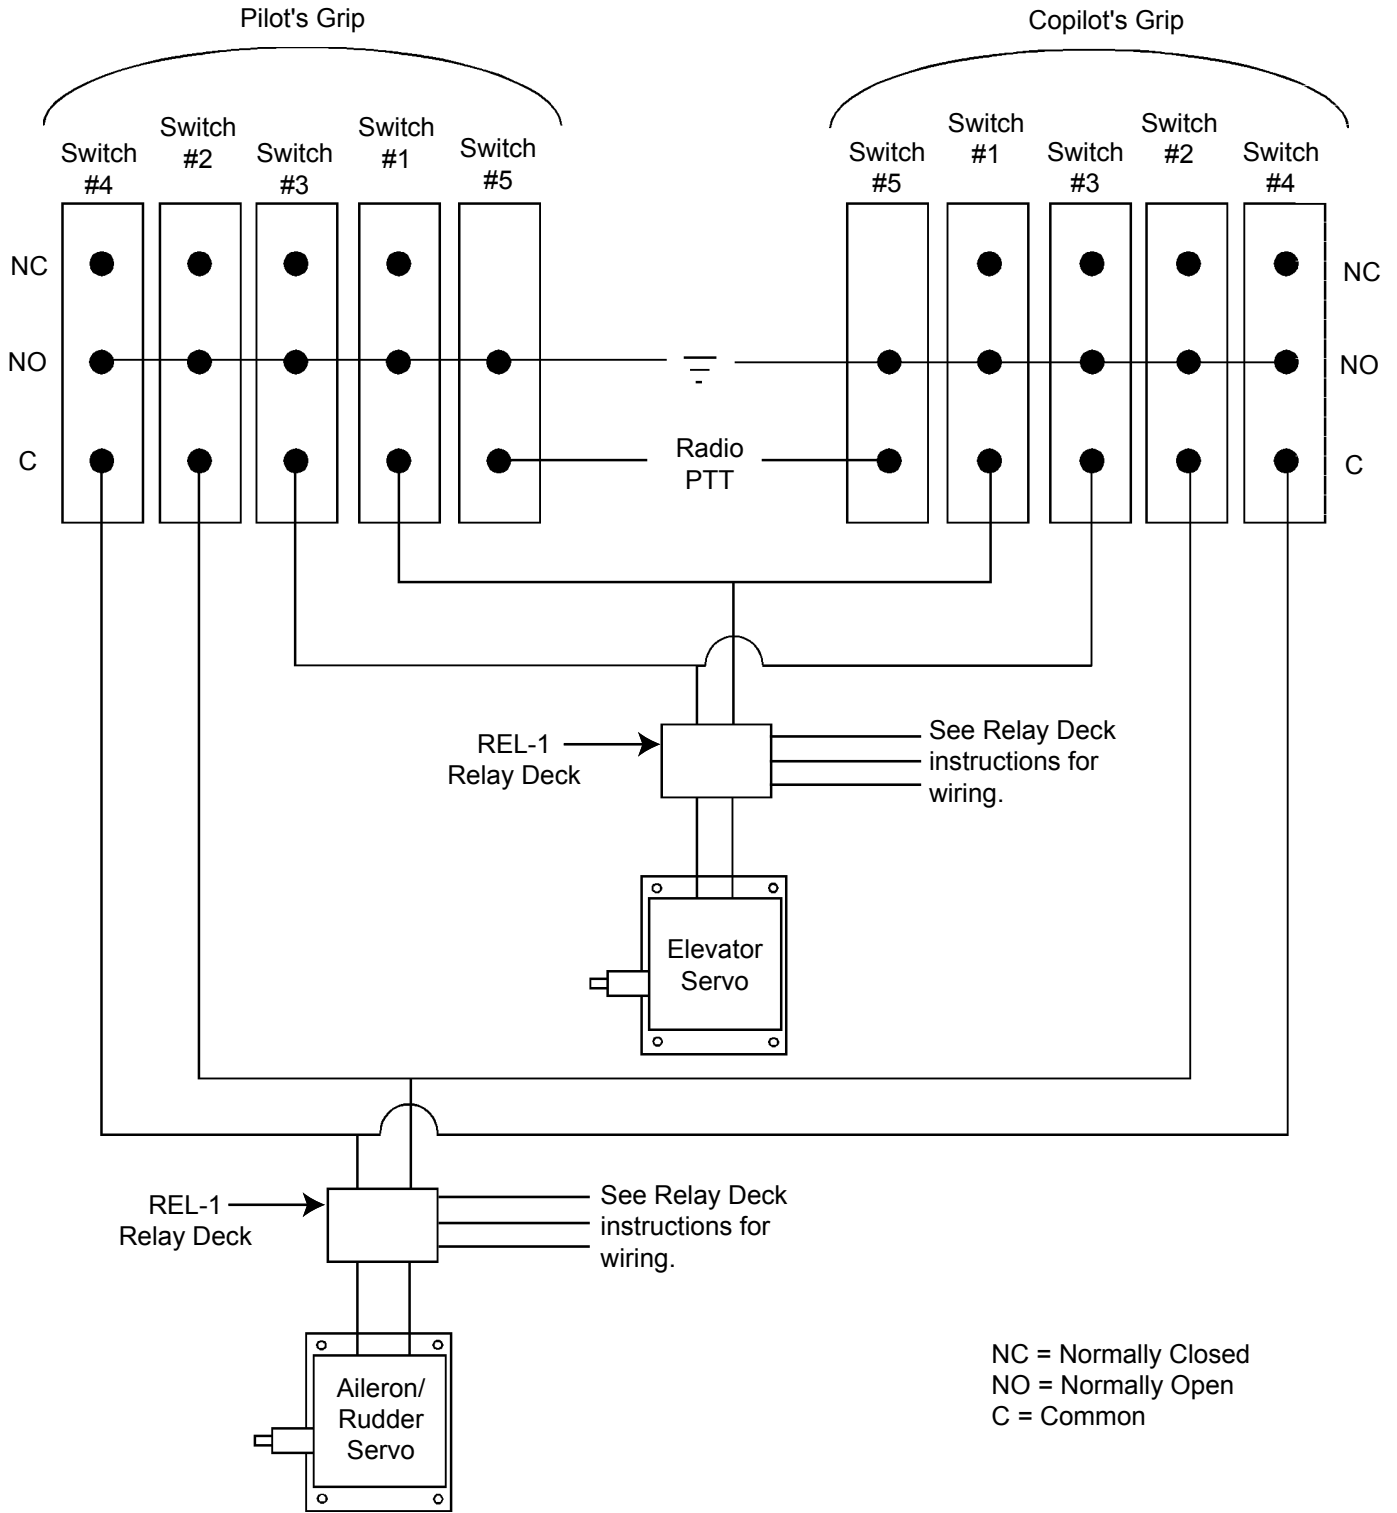 Pilot's Grip
Copilot's Grip
Switch
#4
Switch
#2
Switch
#3
Switch
#1
Switch
#5
Switch
#5
Switch
#1
Switch
#3
Switch
#2
Switch
#4
NC
NC
NO
NO
C
Radio
PTT
C
REL-1
Relay Deck
See Relay Deck
instructions for
wiring.
Elevator
Servo
REL-1
Relay Deck
See Relay Deck
instructions for
wiring.
Aileron/
Rudder
Servo
NC = Normally Closed
NO = Normally Open
C = Common